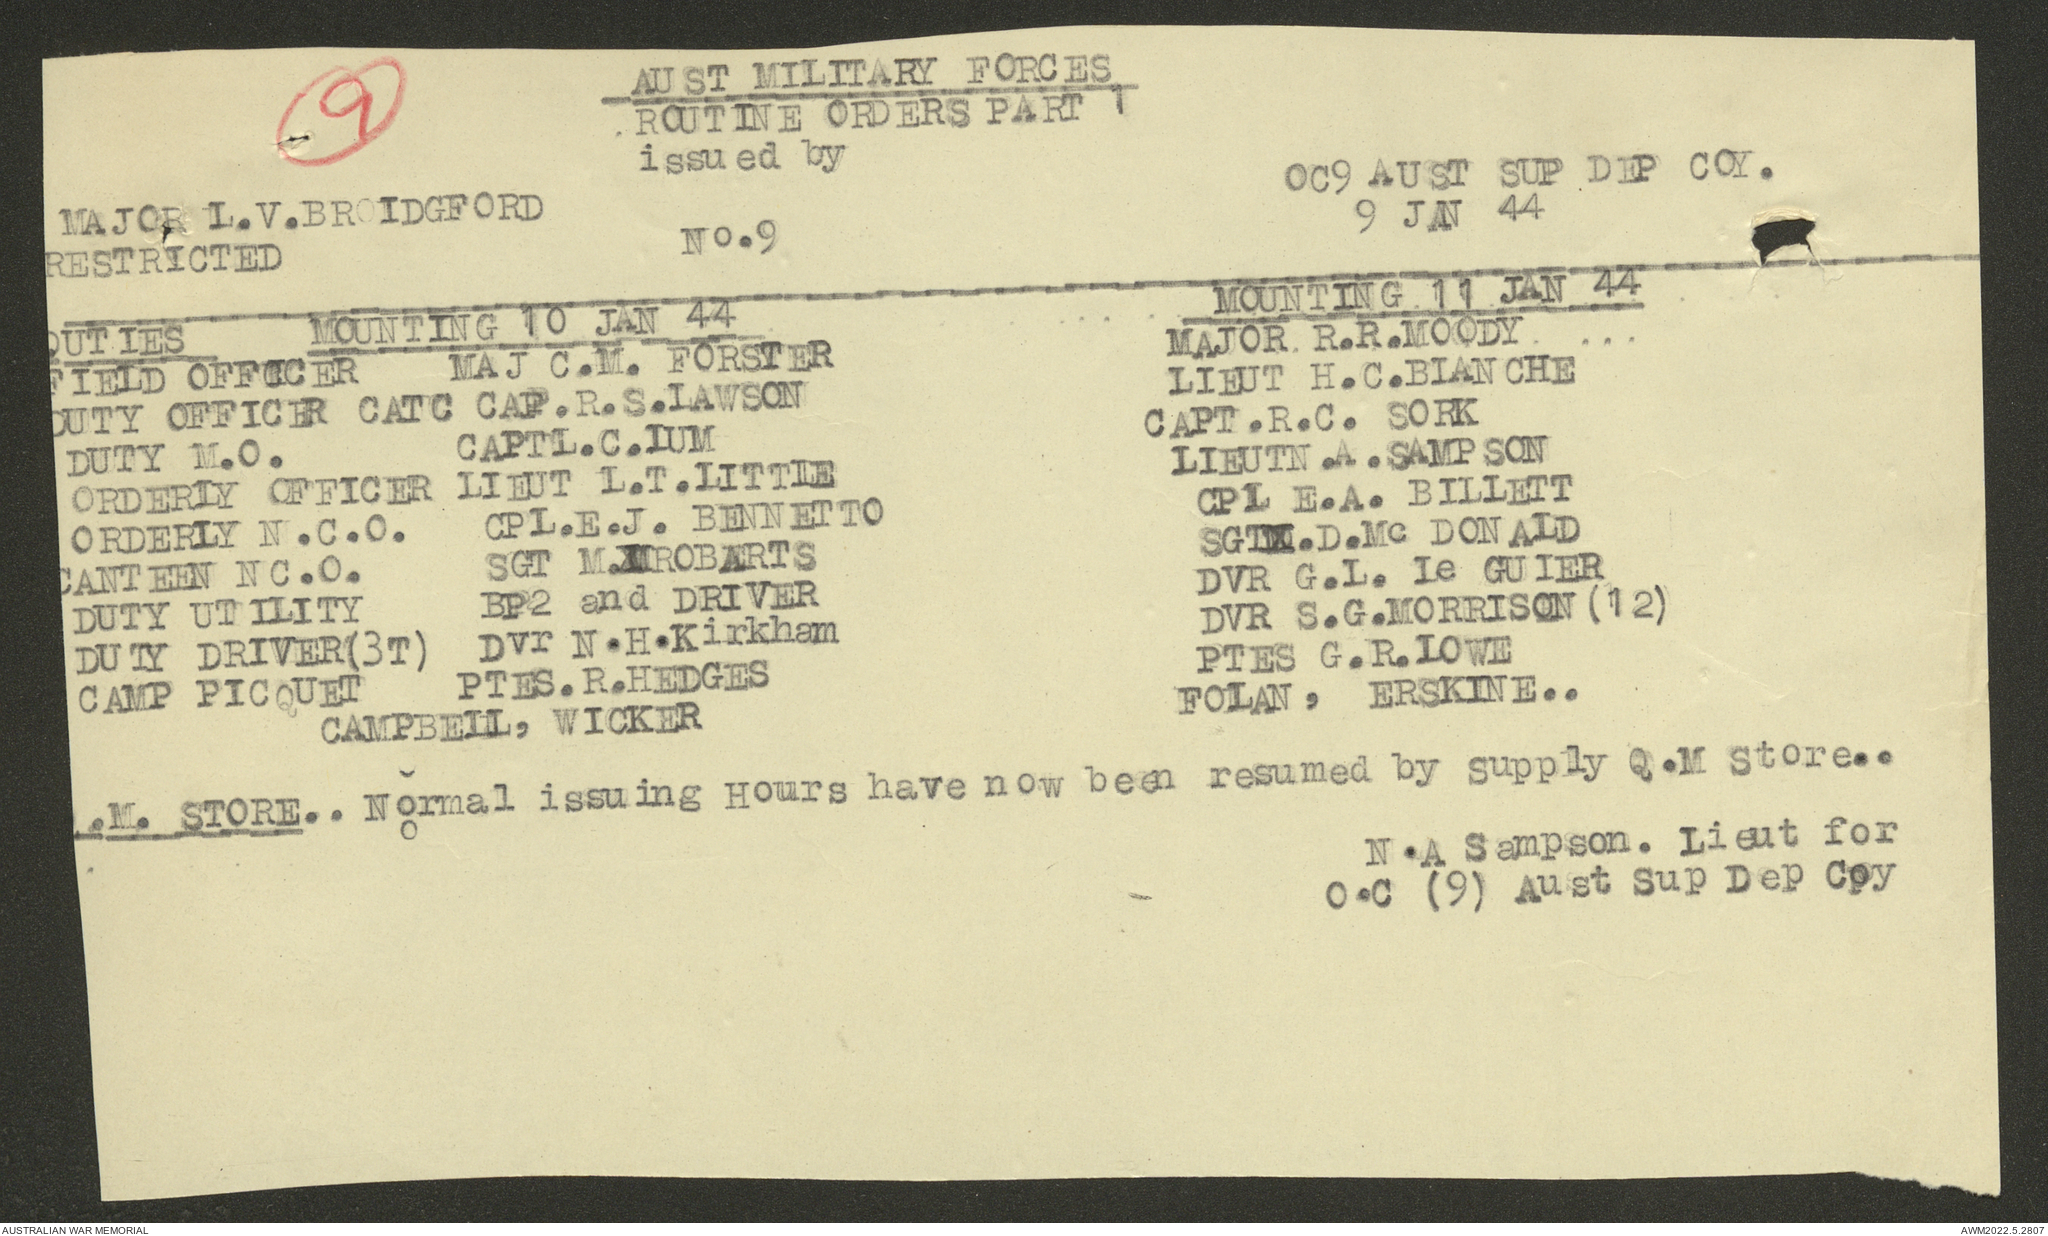 9
AUST MILITARY FORCES
ROUTINE ORDERS PART 1
issued by
OC9 AUST SUP DEP COY.
MAJOR L.V.BROIDGFORD
9 JAN 44
No.9
RESTRICTED
DUTIES MOUNTING 10 JAN 44 MOUNTING 11 JAN 44
FIELD OFFICER MAJ C.M. FORSTER MAJOR R.R.MOODY ...
DUTY OFFICER CATC CAP.R.S.LAWSON LIEUT H.C.BLANCHE
DUTY M.O. CAPTL.C.LUM CAPT.R.C. SORK
ORDERLY OFFICER LIEUT L.T.LITTLE LIEUTN.A.SAMPSON
ORDERLY N.C.O. CPL.E.J. BENNETTO CPL E.A. BILLETT
CANTEEN NC.O. SGT M.ROBARTS SGT.D.Mc DONALD
DUTY UTILITY BP2 and DRIVER DVR G.L. le GUIER
DUTY DRIVER(3T) Dvr N.H.Kirkham DVR S.G.MORRISON(12)
CAMP PICQUET PTES.R.HEDGES PTES G.R.LOWE
CAMPBELL, WICKER FOLAN, ERSKINE..
.M. STORE.. Normal issuing Hours have now been resumed by supply Q.M Store..
N.A Sampson. Lieut for
O.C (9) Aust Sup Dep Coy
AUSTRALIAN WAR MEMORIAL
AWM2022.5.2807